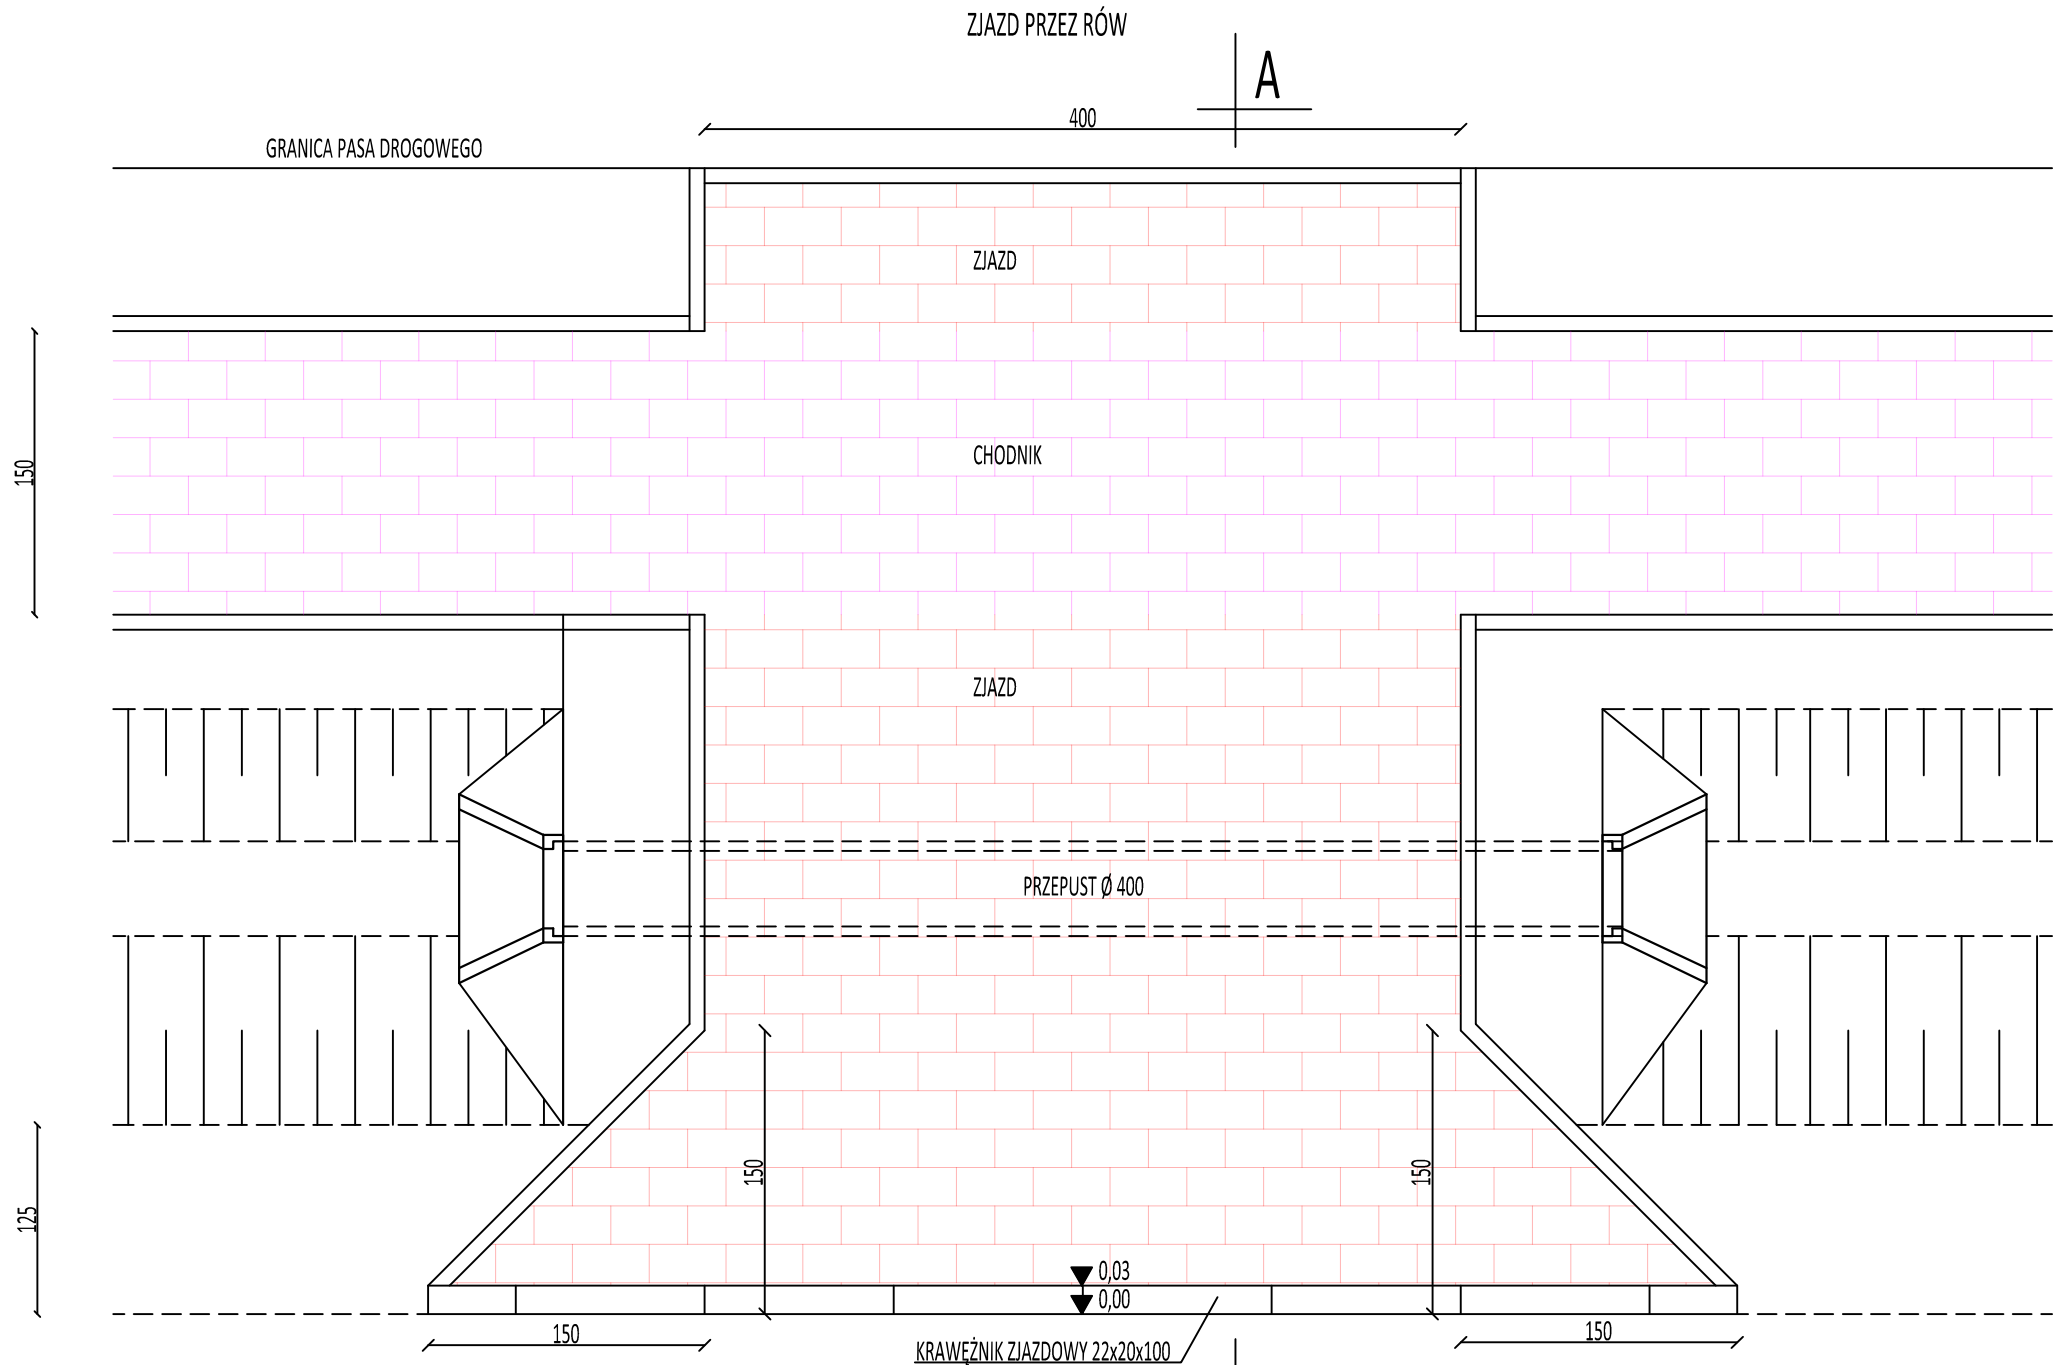 ZJAZD PRZEZ RÓW
A
400
GRANICA PASA DROGOWEGO
ZJAZD
150
CHODNIK
ZJAZD
PRZEPUST Ø 400
150
150
125
0,03
0,00
150
150
KRAWĘŻNIK ZJAZDOWY 22x20x100